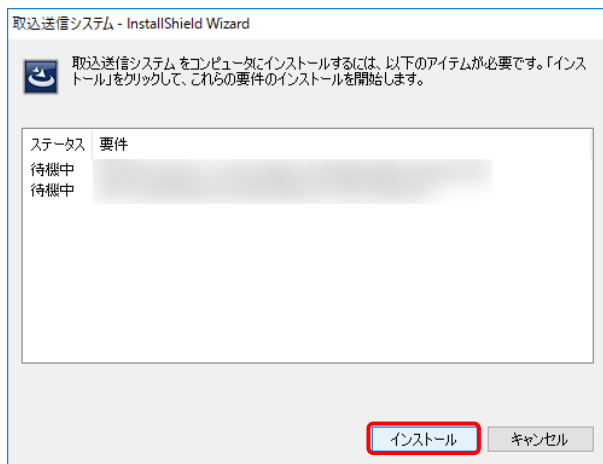 取込送信システム - InstallShield Wizard
取込送信システム をコンピュータにインストールするには、以下のアイテムが必要です。「インス
トール」をクリックして、これらの要件のインストールを開始します。
ステータス 要件
待機中
待機中
インストール キャンセル